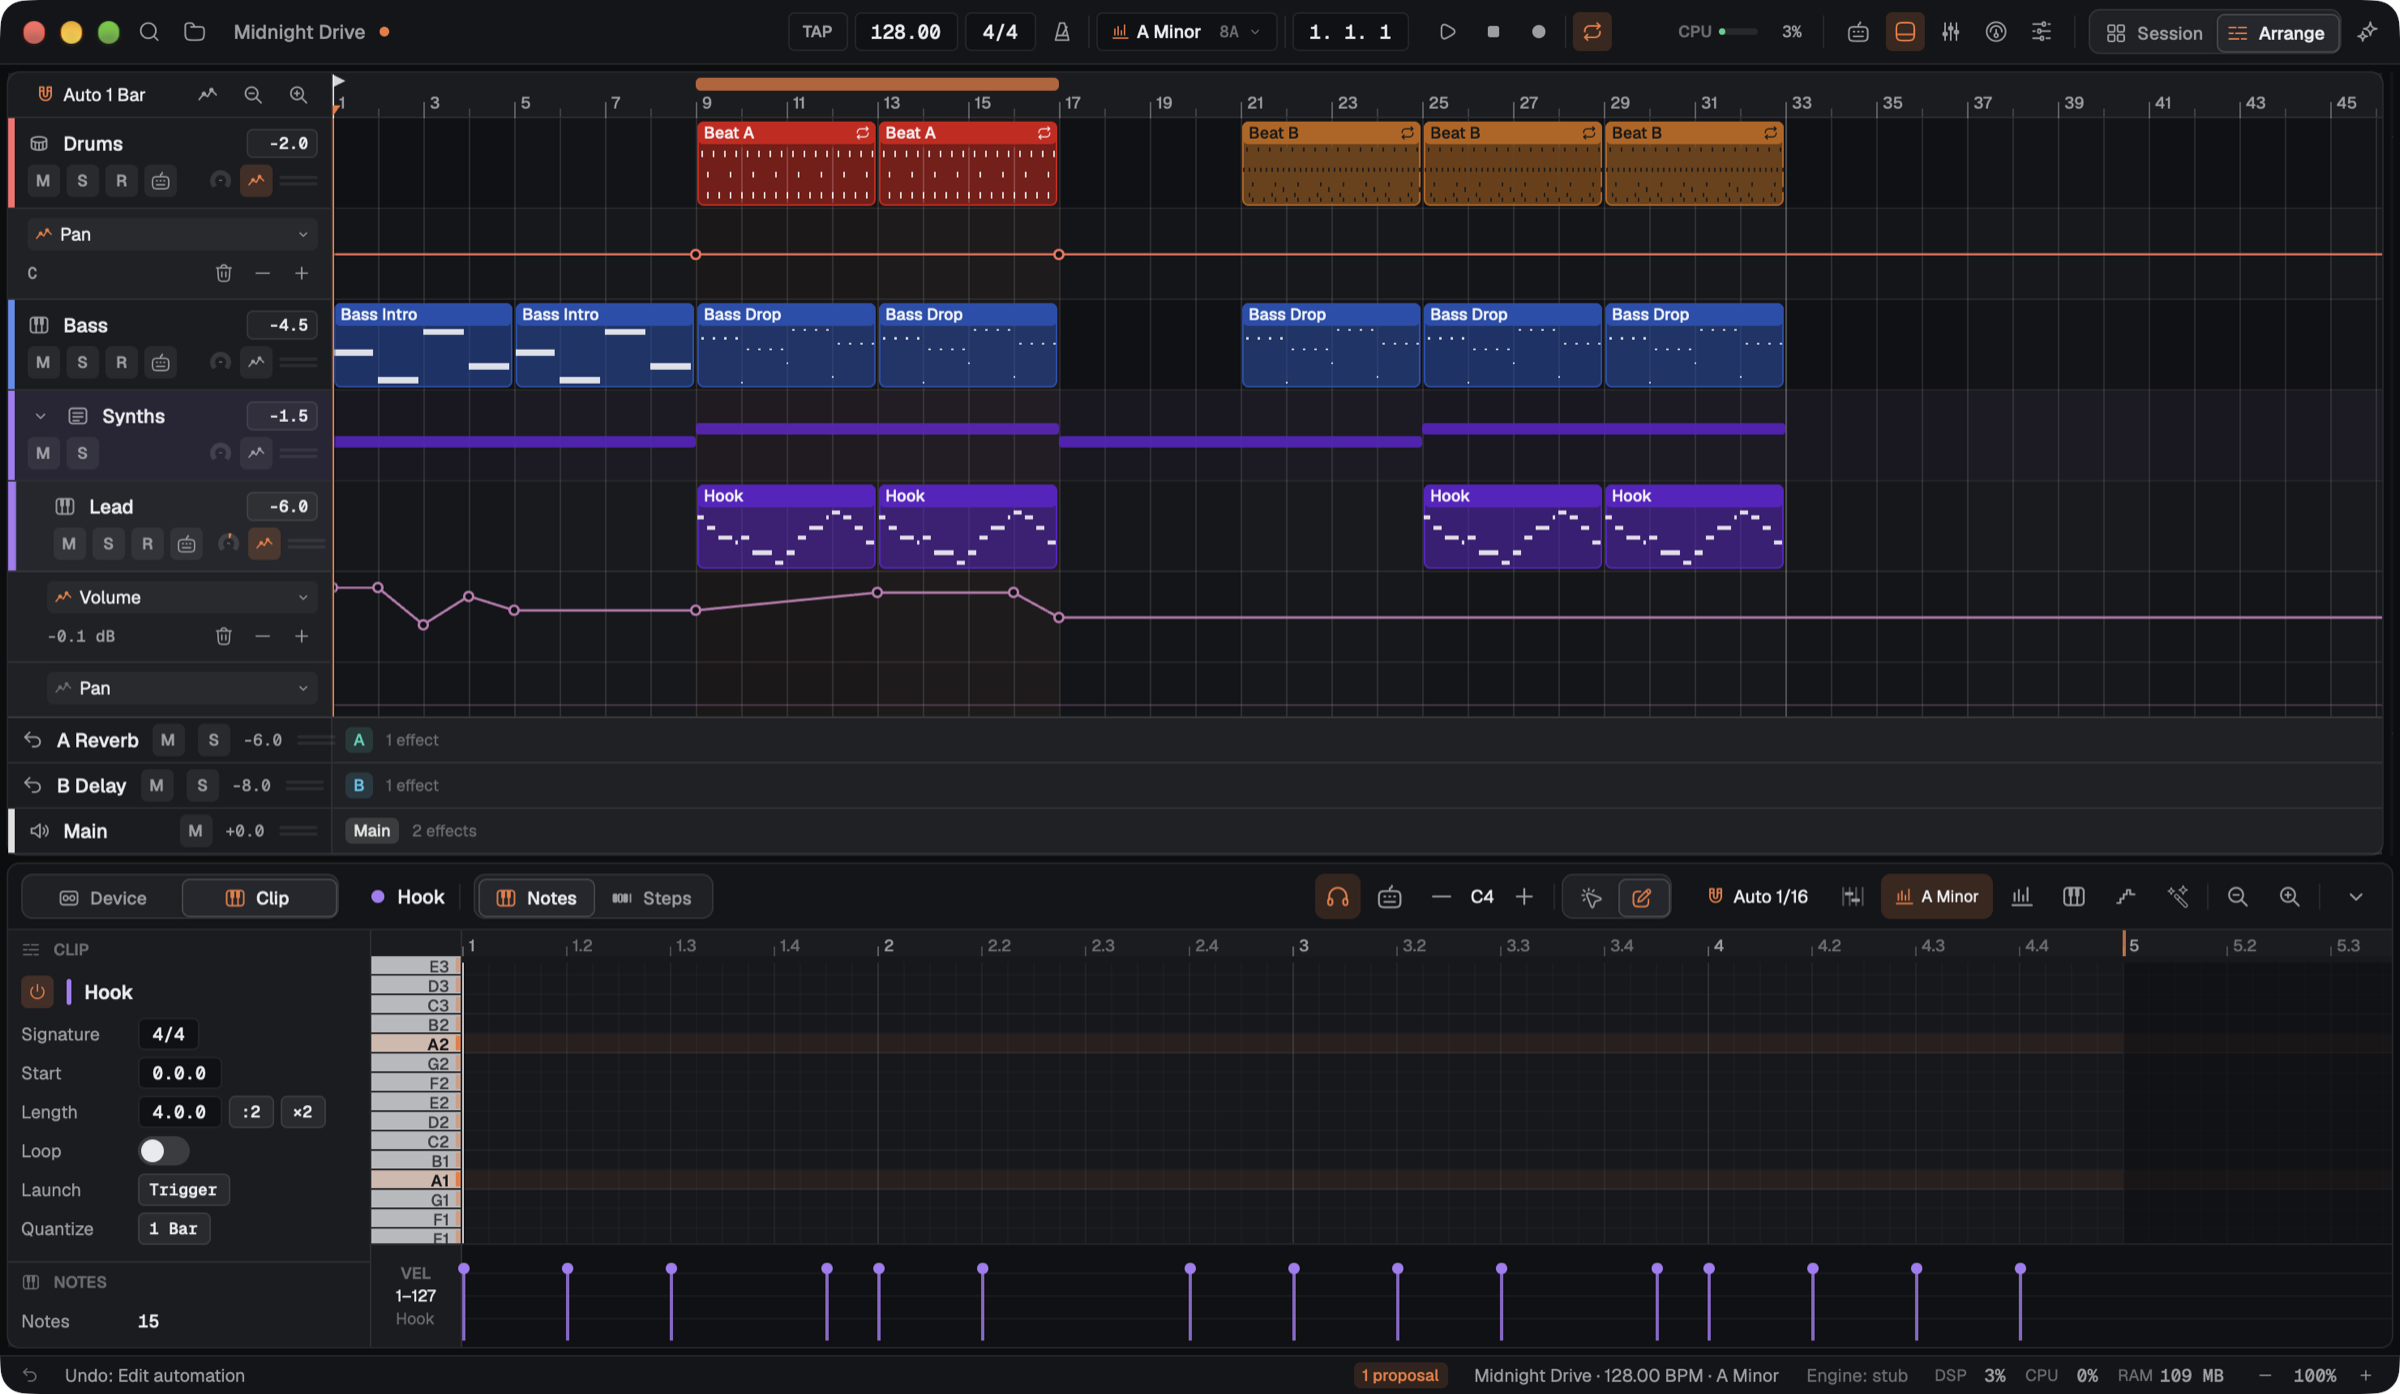 Midnight Drive
TAP 128.00 4/4 A Minor 8A 1. 1. 1 CPU 3% Session Arrange
Auto 1 Bar 1 3 5 7 9 11 13 15 17 19 21 23 25 27 29 31 33 35 37 39 41 43 45
Drums -2.0 Beat A Beat A Beat B Beat B Beat B
M S R
Pan
C
Bass -4.5 Bass Intro Bass Intro Bass Drop Bass Drop Bass Drop Bass Drop Bass Drop
M S R
Synths -1.5
M S
Lead -6.0 Hook Hook Hook Hook
M S R
Volume
-0.1 dB
Pan
A Reverb M S -6.0 A 1 effect
B Delay M S -8.0 B 1 effect
Main M +0.0 Main 2 effects
Device Clip Hook Notes Steps C4 Auto 1/16 A Minor
CLIP 1 1.2 1.3 1.4 2 2.2 2.3 2.4 3 3.2 3.3 3.4 4 4.2 4.3 4.4 5 5.2 5.3
Hook
Signature 4/4
Start 0.0.0
Length 4.0.0 :2 ×2
Loop
Launch Trigger
Quantize 1 Bar
E3
D3
C3
B2
A2
G2
F2
E2
D2
C2
B1
A1
G1
F1
E1
NOTES
Notes 15
VEL
1–127
Hook
Undo: Edit automation 1 proposal Midnight Drive · 128.00 BPM · A Minor Engine: stub DSP 3% CPU 0% RAM 109 MB 100%